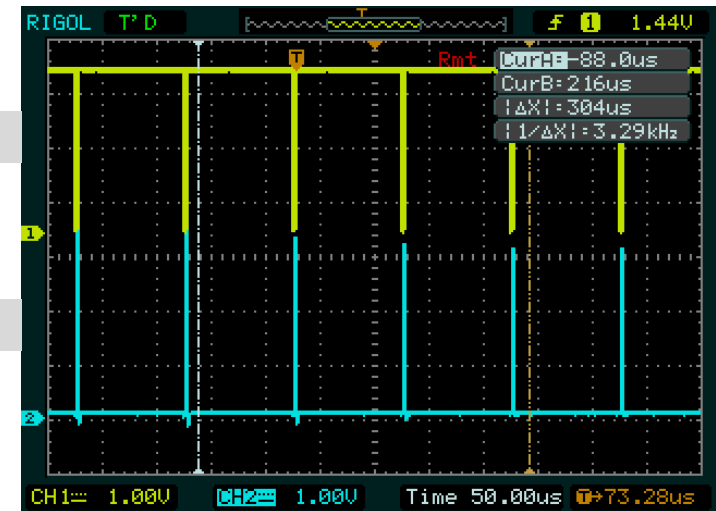 RIGOL T'D T f 1 1.44V
T Rmt CurA:-88.0us
CurB:216us
|ΔX|:304us
|1/ΔX|:3.29kHz
1
2
CH1 1.00V CH2 1.00V Time 50.00us T→73.28us